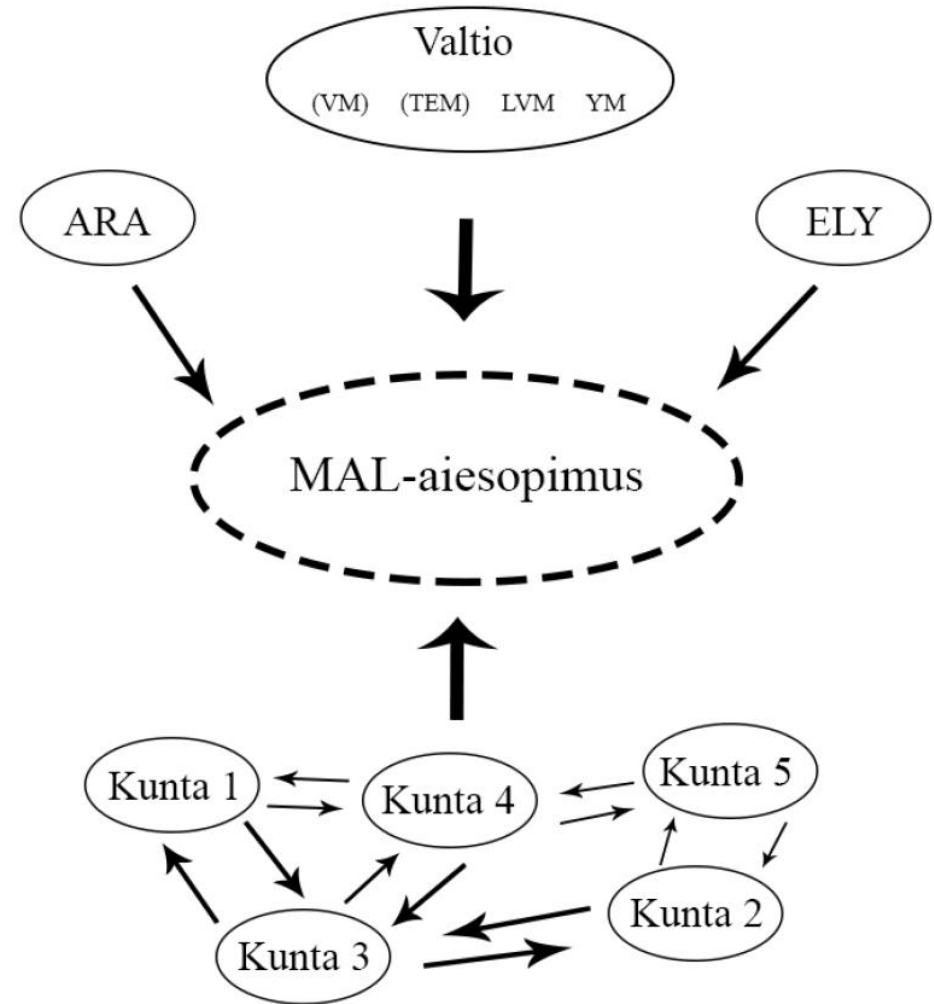 Valtio
(VM) (TEM) LVM YM
ARA
ELY
MAL-aiesopimus
Kunta 1
Kunta 4
Kunta 5
Kunta 3
Kunta 2